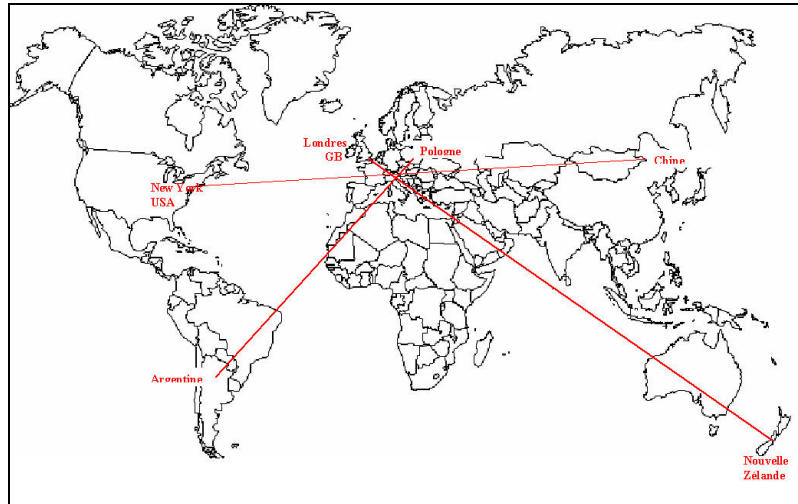 Londres
GB
Pologne
Chine
New York
USA
Argentine
Nouvelle
Zélande